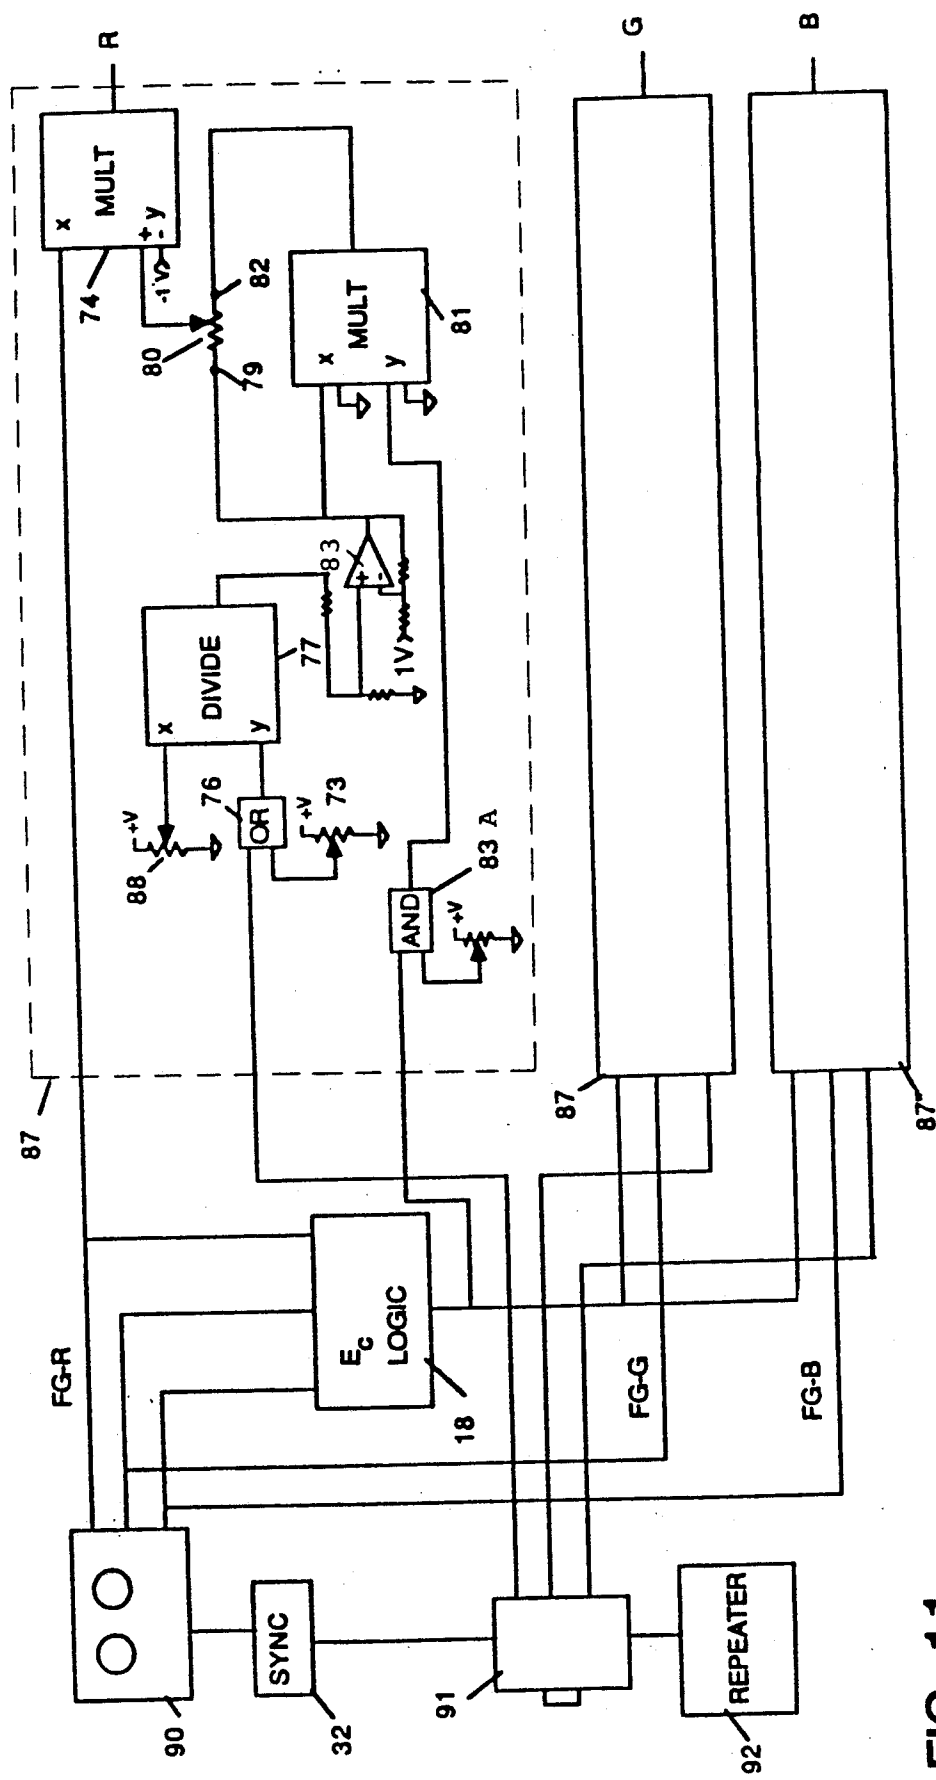 R
G
B
MULT
x
+
y
-
-1V
74
82
80
79
MULT
x
y
81
83
+
-
1V
DIVIDE
x
y
77
76
OR
+V
73
+V
88
83 A
AND
+V
87
87
87
FG-R
E_C
LOGIC
18
FG-G
FG-B
90
SYNC
32
91
REPEATER
92
FIG. 11